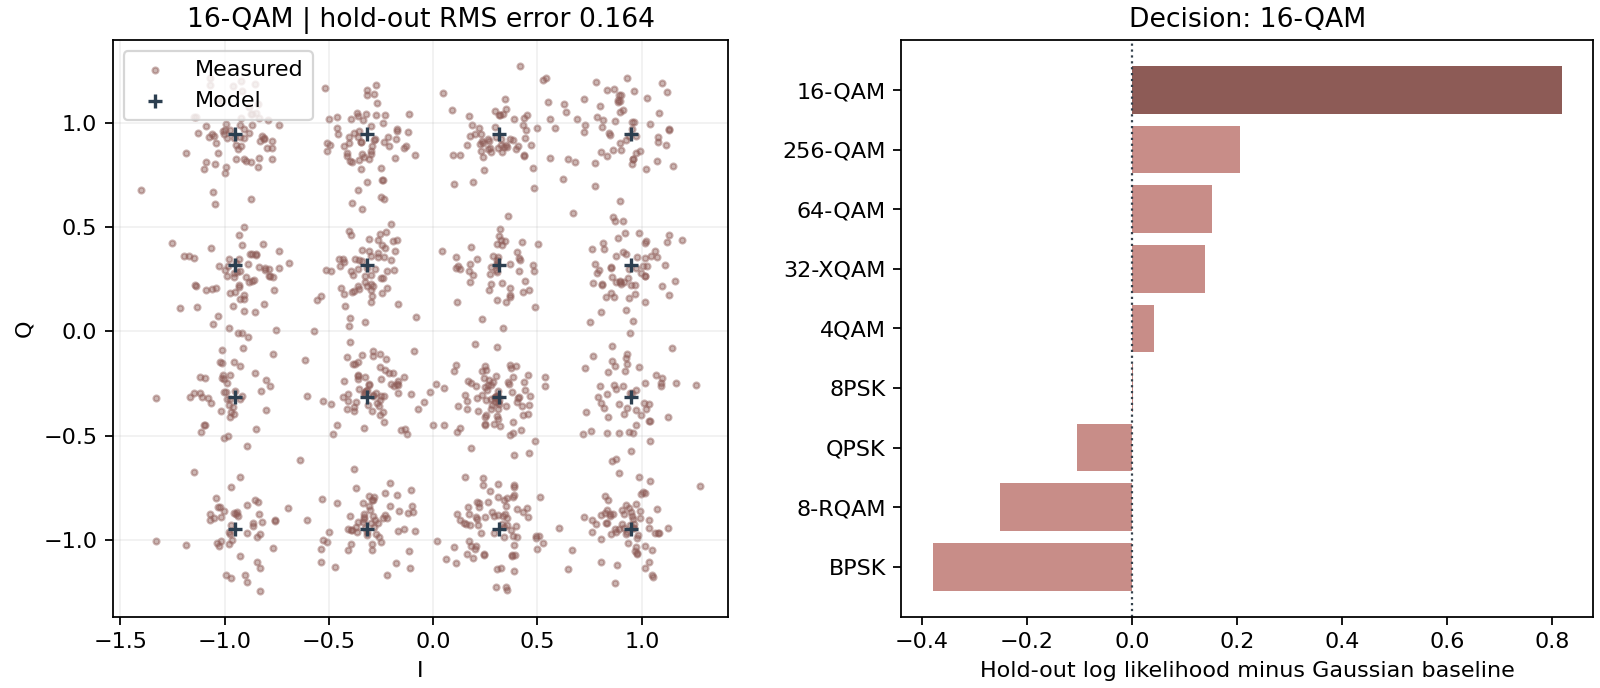 16-QAM | hold-out RMS error 0.164
Measured
Model
1.0
0.5
0.0
−0.5
−1.0
Q
−1.5
−1.0
−0.5
0.0
0.5
1.0
I
Decision: 16-QAM
16-QAM
256-QAM
64-QAM
32-XQAM
4QAM
8PSK
QPSK
8-RQAM
BPSK
−0.4
−0.2
0.0
0.2
0.4
0.6
0.8
Hold-out log likelihood minus Gaussian baseline